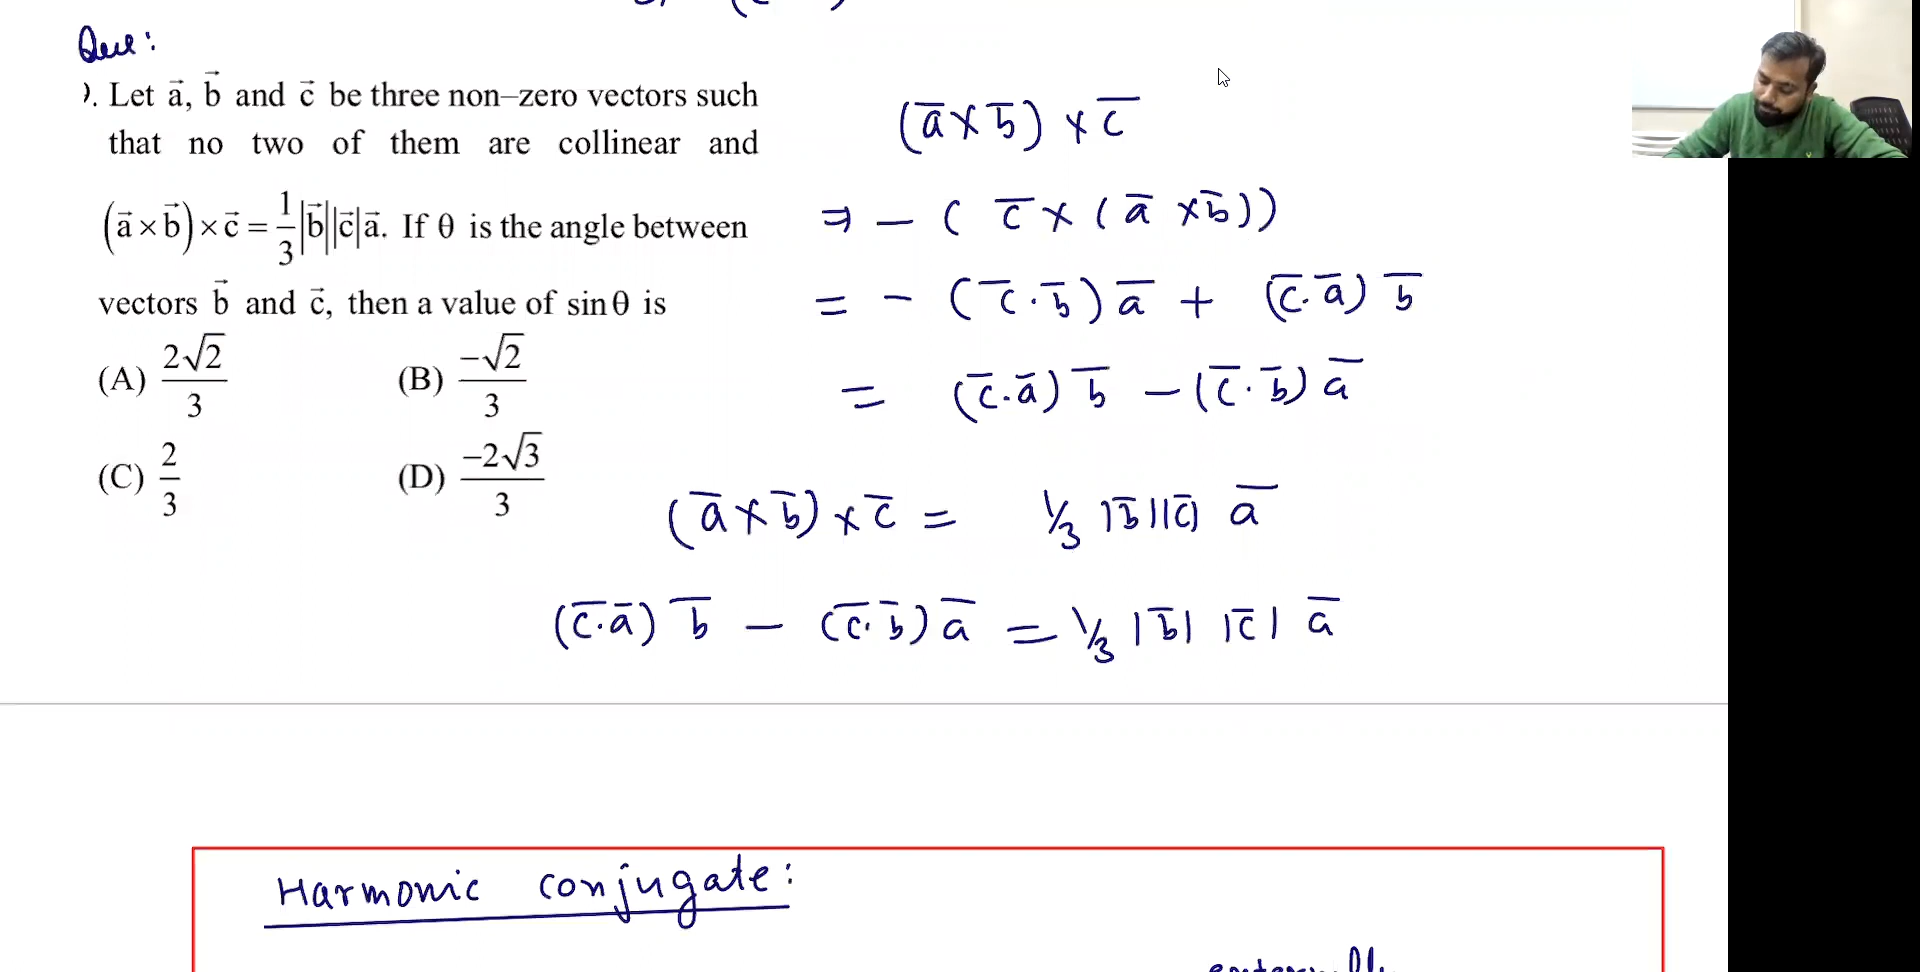 Que:
). Let a⃗, b⃗ and c⃗ be three non–zero vectors such
that no two of them are collinear and
(a⃗ × b⃗) × c⃗ = 1/3 |b⃗||c⃗|a⃗. If θ is the angle between
vectors b⃗ and c⃗, then a value of sin θ is
(A) 2√2/3 (B) −√2/3
(C) 2/3 (D) −2√3/3
(a̅ × b̅) × c̅
⇒ − ( c̅ × ( a̅ × b̅))
= − ( c̅ . b̅ ) a̅ + (c̅. a̅) b̅
= (c̅.a̅) b̅ − (c̅. b̅) a̅
(a̅ × b̅) × c̅ = 1/3 |b̅||c̅| a̅
(c̅.a̅) b̅ − (c̅. b̅) a̅ = 1/3 |b̅| |c̅| a̅
Harmonic conjugate: